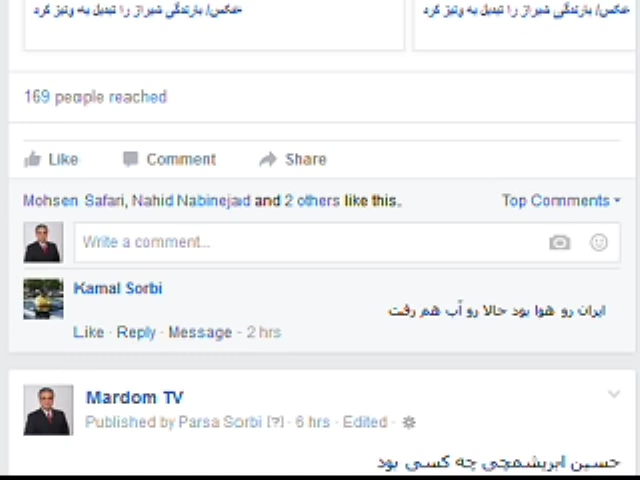 عکس/ بارندگی شیراز را تبدیل به ونیز کرد
عکس/ بارندگی شیراز را تبدیل به ونیز کرد
169 people reached
Like Comment Share
Mohsen Safari, Nahid Nabinejad and 2 others like this.
Top Comments
Write a comment...
Kamal Sorbi
ایران رو هوا بود حالا رو آب هم رفت
Like · Reply · Message · 2 hrs
Mardom TV
Published by Parsa Sorbi [?] · 6 hrs · Edited ·
حسین ابریشمچی چه کسی بود